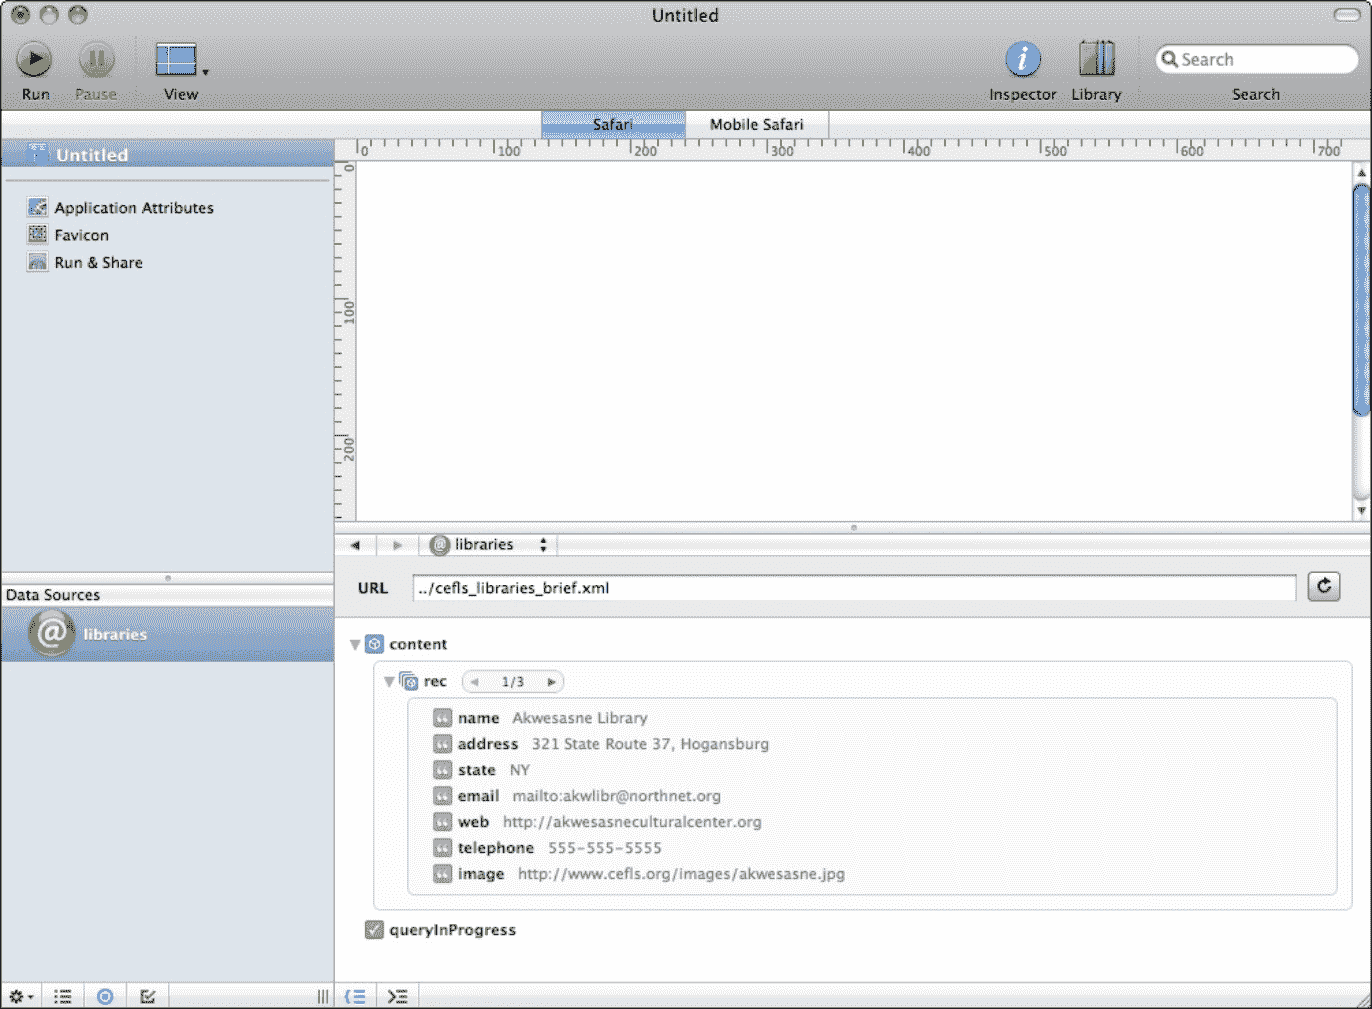 Untitled
Run Pause View Inspector Library Search
Search
Safari Mobile Safari
Untitled
0 100 200 300 400 500 600 700
0
100
200
Application Attributes
Favicon
Run & Share
Data Sources
@ libraries
@ libraries
URL ../cefls_libraries_brief.xml
content
rec 1/3
name Akwesasne Library
address 321 State Route 37, Hogansburg
state NY
email mailto:akwlibr@northnet.org
web http://akwesasneculturalcenter.org
telephone 555-555-5555
image http://www.cefls.org/images/akwesasne.jpg
queryInProgress